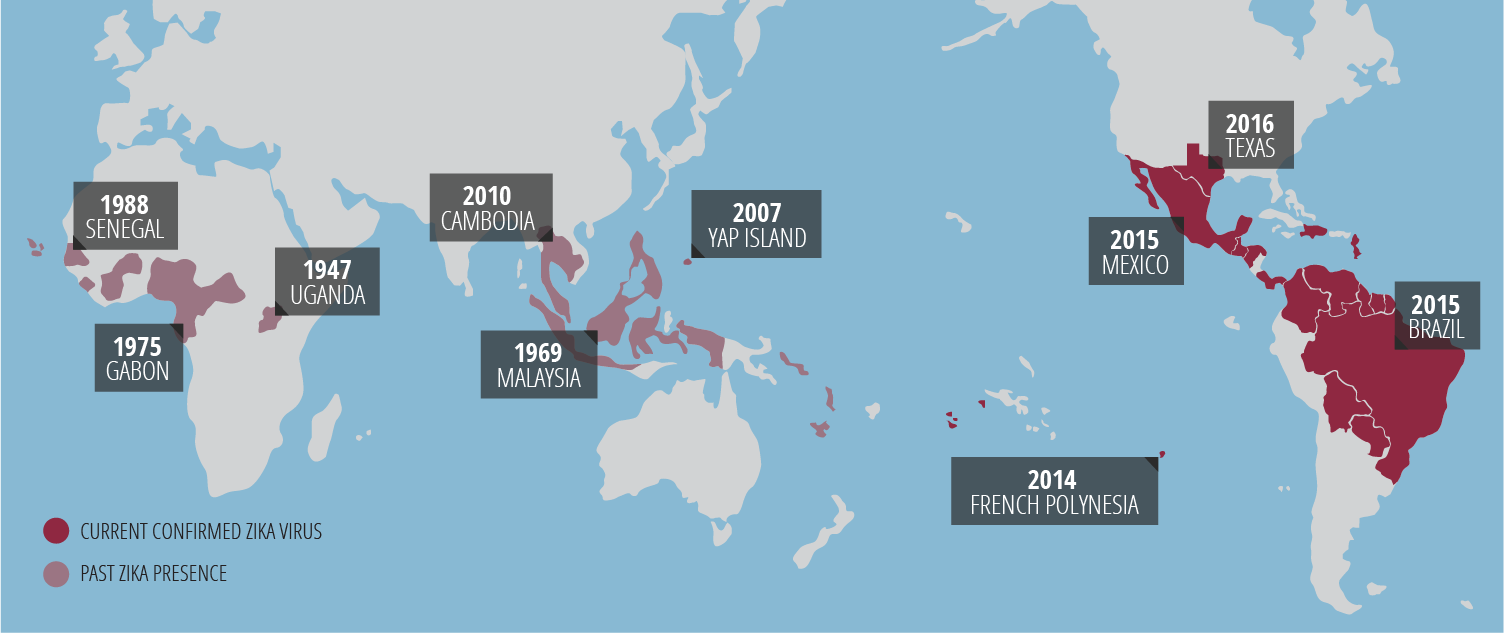 2016
TEXAS
1988
SENEGAL
2010
CAMBODIA
2007
YAP ISLAND
2015
MEXICO
1947
UGANDA
2015
BRAZIL
1975
GABON
1969
MALAYSIA
2014
FRENCH POLYNESIA
CURRENT CONFIRMED ZIKA VIRUS
PAST ZIKA PRESENCE